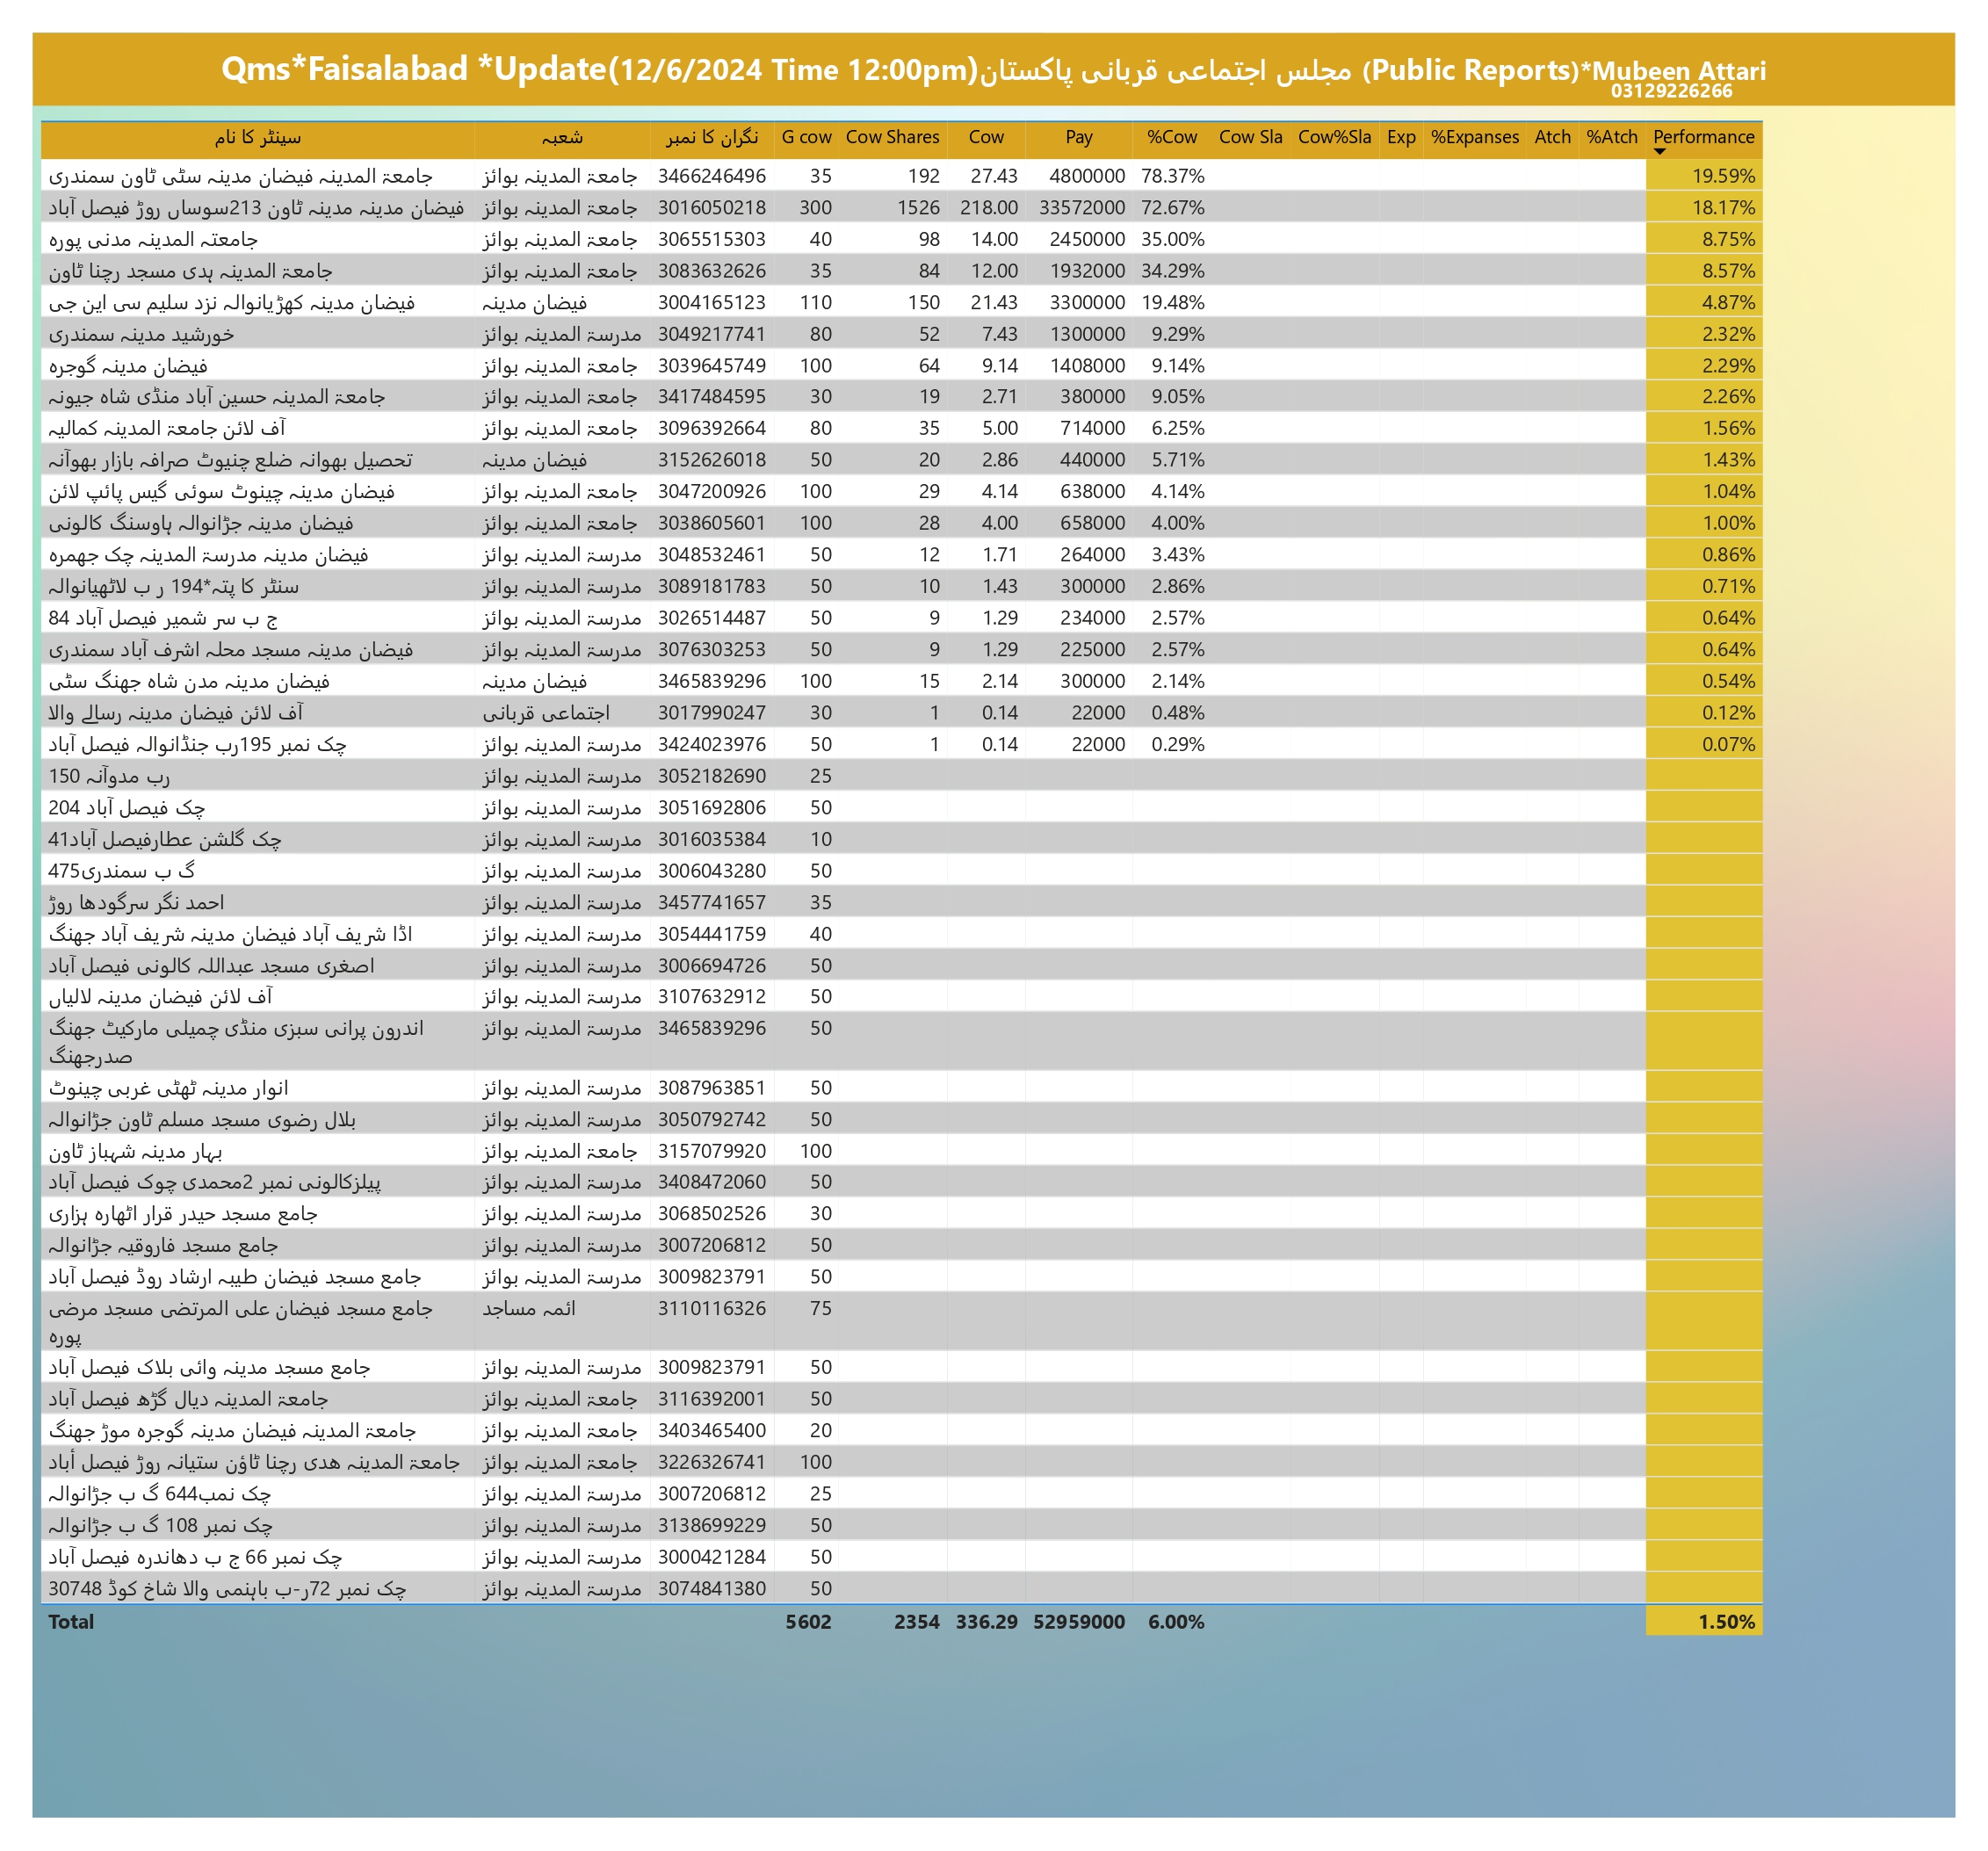 Qms*Faisalabad *Update(12/6/2024 Time 12:00pm)مجلس اجتماعی قربانی پاکستان (Public Reports)*Mubeen Attari
03129226266
سینٹر کا نام شعبہ نگران کا نمبر G cow Cow Shares Cow Pay %Cow Cow Sla Cow%Sla Exp %Expanses Atch %Atch Performance
جامعۃ المدینہ فیضان مدینہ سٹی ٹاون سمندری جامعۃ المدینہ بوائز 3466246496 35 192 27.43 4800000 78.37% 19.59%
فیضان مدینہ مدینہ ٹاون 213سوساں روڑ فیصل آباد جامعۃ المدینہ بوائز 3016050218 300 1526 218.00 33572000 72.67% 18.17%
جامعتہ المدینہ مدنی پورہ جامعۃ المدینہ بوائز 3065515303 40 98 14.00 2450000 35.00% 8.75%
جامعۃ المدینہ ہدی مسجد رچنا ٹاون جامعۃ المدینہ بوائز 3083632626 35 84 12.00 1932000 34.29% 8.57%
فیضان مدینہ کھڑیانوالہ نزد سلیم سی این جی فیضان مدینہ 3004165123 110 150 21.43 3300000 19.48% 4.87%
خورشید مدینہ سمندری مدرسۃ المدینہ بوائز 3049217741 80 52 7.43 1300000 9.29% 2.32%
فیضان مدینہ گوجرہ جامعۃ المدینہ بوائز 3039645749 100 64 9.14 1408000 9.14% 2.29%
جامعۃ المدینہ حسین آباد منڈی شاہ جیونہ جامعۃ المدینہ بوائز 3417484595 30 19 2.71 380000 9.05% 2.26%
آف لائن جامعۃ المدینہ کمالیہ جامعۃ المدینہ بوائز 3096392664 80 35 5.00 714000 6.25% 1.56%
تحصیل بھوانہ ضلع چنیوٹ صرافہ بازار بھوآنہ فیضان مدینہ 3152626018 50 20 2.86 440000 5.71% 1.43%
فیضان مدینہ چینوٹ سوئی گیس پائپ لائن جامعۃ المدینہ بوائز 3047200926 100 29 4.14 638000 4.14% 1.04%
فیضان مدینہ جڑانوالہ ہاوسنگ کالونی جامعۃ المدینہ بوائز 3038605601 100 28 4.00 658000 4.00% 1.00%
فیضان مدینہ مدرسۃ المدینہ چک جھمرہ مدرسۃ المدینہ بوائز 3048532461 50 12 1.71 264000 3.43% 0.86%
سنٹر کا پتہ*194 ر ب لاٹھیانوالہ مدرسۃ المدینہ بوائز 3089181783 50 10 1.43 300000 2.86% 0.71%
84 ج ب سر شمیر فیصل آباد مدرسۃ المدینہ بوائز 3026514487 50 9 1.29 234000 2.57% 0.64%
فیضان مدینہ مسجد محلہ اشرف آباد سمندری مدرسۃ المدینہ بوائز 3076303253 50 9 1.29 225000 2.57% 0.64%
فیضان مدینہ مدن شاہ جھنگ سٹی فیضان مدینہ 3465839296 100 15 2.14 300000 2.14% 0.54%
آف لائن فیضان مدینہ رسالے والا اجتماعی قربانی 3017990247 30 1 0.14 22000 0.48% 0.12%
چک نمبر 195رب جنڈانوالہ فیصل آباد مدرسۃ المدینہ بوائز 3424023976 50 1 0.14 22000 0.29% 0.07%
150 رب مدوآنہ مدرسۃ المدینہ بوائز 3052182690 25
204 چک فیصل آباد مدرسۃ المدینہ بوائز 3051692806 50
41چک گلشن عطارفیصل آباد مدرسۃ المدینہ بوائز 3016035384 10
475گ ب سمندری مدرسۃ المدینہ بوائز 3006043280 50
احمد نگر سرگودھا روڑ مدرسۃ المدینہ بوائز 3457741657 35
اڈا شریف آباد فیضان مدینہ شریف آباد جھنگ مدرسۃ المدینہ بوائز 3054441759 40
اصغری مسجد عبداللہ کالونی فیصل آباد مدرسۃ المدینہ بوائز 3006694726 50
آف لائن فیضان مدینہ لالیاں مدرسۃ المدینہ بوائز 3107632912 50
اندرون پرانی سبزی منڈی چمیلی مارکیٹ جھنگ مدرسۃ المدینہ بوائز 3465839296 50
صدرجھنگ
انوار مدینہ ٹھٹی غربی چینوٹ مدرسۃ المدینہ بوائز 3087963851 50
بلال رضوی مسجد مسلم ٹاون جڑانوالہ مدرسۃ المدینہ بوائز 3050792742 50
بہار مدینہ شہباز ٹاون جامعۃ المدینہ بوائز 3157079920 100
پیلزکالونی نمبر 2محمدی چوک فیصل آباد مدرسۃ المدینہ بوائز 3408472060 50
جامع مسجد حیدر قرار اٹھارہ ہزاری مدرسۃ المدینہ بوائز 3068502526 30
جامع مسجد فاروقیہ جڑانوالہ مدرسۃ المدینہ بوائز 3007206812 50
جامع مسجد فیضان طیبہ ارشاد روڈ فیصل آباد مدرسۃ المدینہ بوائز 3009823791 50
جامع مسجد فیضان علی المرتضی مسجد مرضی ائمہ مساجد 3110116326 75
پورہ
جامع مسجد مدینہ وائی بلاک فیصل آباد مدرسۃ المدینہ بوائز 3009823791 50
جامعۃ المدینہ دیال گڑھ فیصل آباد جامعۃ المدینہ بوائز 3116392001 50
جامعۃ المدینہ فیضان مدینہ گوجرہ موڑ جھنگ جامعۃ المدینہ بوائز 3403465400 20
جامعۃ المدینہ ھدی رچنا ٹاؤن ستیانہ روڑ فیصل أباد جامعۃ المدینہ بوائز 3226326741 100
چک نمب644 گ ب جڑانوالہ مدرسۃ المدینہ بوائز 3007206812 25
چک نمبر 108 گ ب جڑانوالہ مدرسۃ المدینہ بوائز 3138699229 50
چک نمبر 66 ج ب دھاندرہ فیصل آباد مدرسۃ المدینہ بوائز 3000421284 50
چک نمبر 72ر-ب باہنمی والا شاخ کوڈ 30748 مدرسۃ المدینہ بوائز 3074841380 50
Total 5602 2354 336.29 52959000 6.00% 1.50%